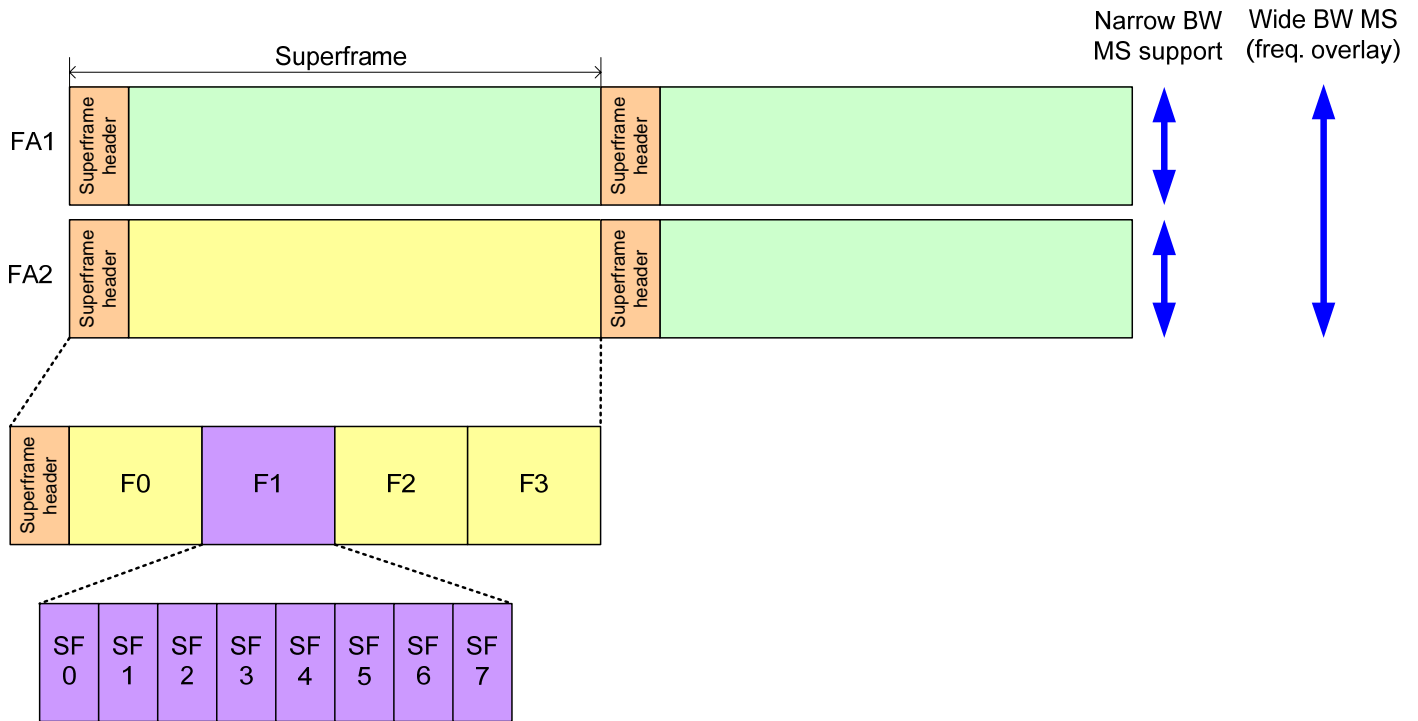 Narrow BW
MS support
Wide BW MS
(freq. overlay)
Superframe
FA1
Superframe
header
Superframe
header
FA2
Superframe
header
Superframe
header
Superframe
header
F0
F1
F2
F3
SF
0
SF
1
SF
2
SF
3
SF
4
SF
5
SF
6
SF
7